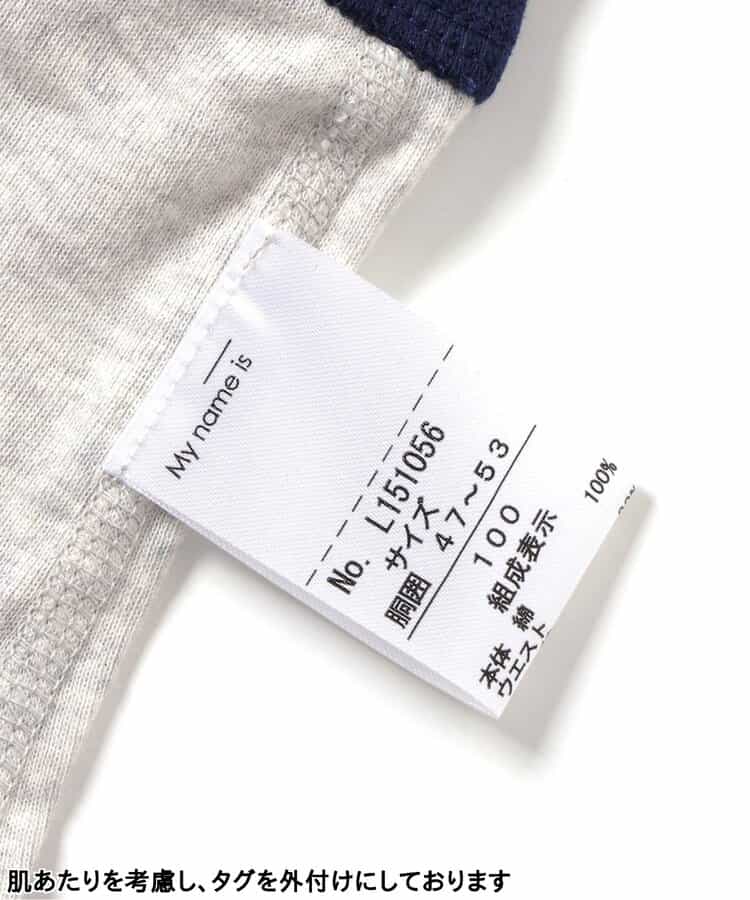 My name is
No. L151056
サイズ
胴囲 47～53
100
組成表示
本体 綿 100%
ウエスト
肌あたりを考慮し、タグを外付けにしております